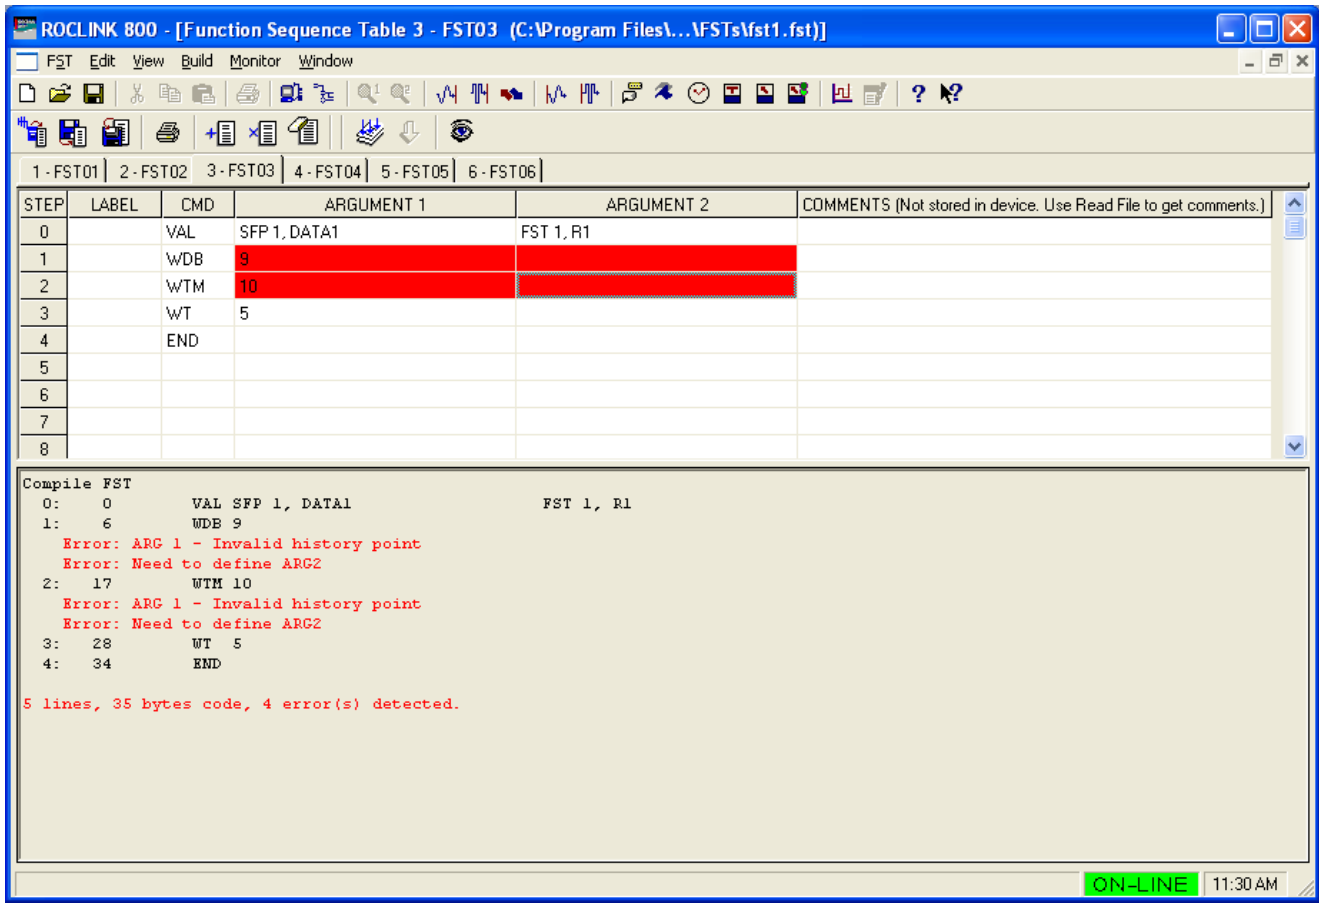 ROCLINK 800 - [Function Sequence Table 3 - FST03 (C:\Program Files\...\FSTs\fst1.fst)]
FST Edit View Build Monitor Window
1 - FST01 2 - FST02 3 - FST03 4 - FST04 5 - FST05 6 - FST06
STEP LABEL CMD ARGUMENT 1 ARGUMENT 2 COMMENTS (Not stored in device. Use Read File to get comments.)
0 VAL SFP 1, DATA1 FST 1, R1
1 WDB 9
2 WTM 10
3 WT 5
4 END
5
6
7
8
Compile FST
0: 0 VAL SFP 1, DATA1 FST 1, R1
1: 6 WDB 9
Error: ARG 1 - Invalid history point
Error: Need to define ARG2
2: 17 WTM 10
Error: ARG 1 - Invalid history point
Error: Need to define ARG2
3: 28 WT 5
4: 34 END
5 lines, 35 bytes code, 4 error(s) detected.
ON-LINE 11:30 AM